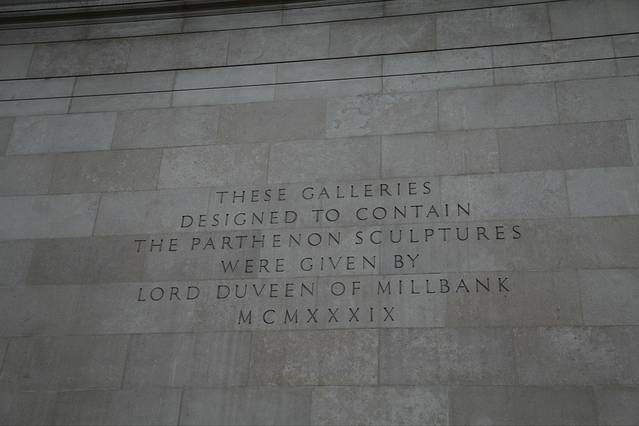 THESE GALLERIES
DESIGNED TO CONTAIN
THE PARTHENON SCULPTURES
WERE GIVEN BY
LORD DUVEEN OF MILLBANK
MCMXXXIX